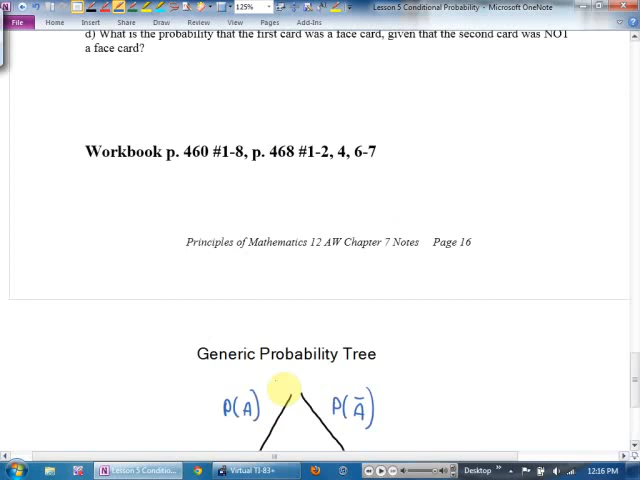 125%
Lesson 5 Conditional Probability - Microsoft OneNote
File
Home
Insert
Share
Draw
Review
View
Add-Ins
d) What is the probability that the first card was a face card, given that the second card was NOT
a face card?
Workbook p. 460 #1-8, p. 468 #1-2, 4, 6-7
Principles of Mathematics 12 AW Chapter 7 Notes Page 16
Generic Probability Tree
P(A)
P(Ā)
Lesson 5 Conditio...
Virtual TI-83+
Desktop
12:16 PM